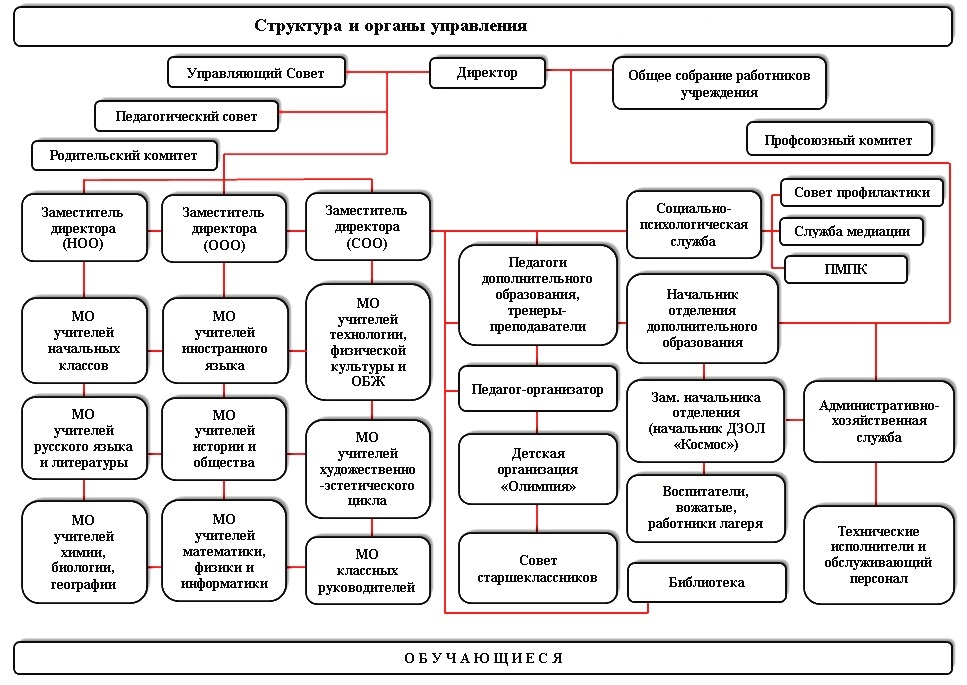 Структура и органы управления
Управляющий Совет
Директор
Общее собрание работников
учреждения
Педагогический совет
Профсоюзный комитет
Родительский комитет
Заместитель
директора
(НОО)
Заместитель
директора
(ООО)
Заместитель
директора
(СОО)
Социально-
психологическая
служба
Совет профилактики
Служба медиации
ПМПК
Педагоги
дополнительного
образования,
тренеры-
преподаватели
Начальник
отделения
дополнительного
образования
МО
учителей
начальных
классов
МО
учителей
иностранного
языка
МО
учителей
технологии,
физической
культуры и
ОБЖ
Педагог-организатор
Зам. начальника
отделения
(начальник ДЗОЛ
«Космос»)
Административно-
хозяйственная
служба
МО
учителей
русского языка
и литературы
МО
учителей
истории и
общества
МО
учителей
художественно
-эстетического
цикла
Детская
организация
«Олимпия»
Воспитатели,
вожатые,
работники лагеря
МО
учителей
химии,
биологии,
географии
МО
учителей
математики,
физики и
информатики
МО
классных
руководителей
Совет
старшеклассников
Библиотека
Технические
исполнители и
обслуживающий
персонал
ОБУЧАЮЩИЕСЯ